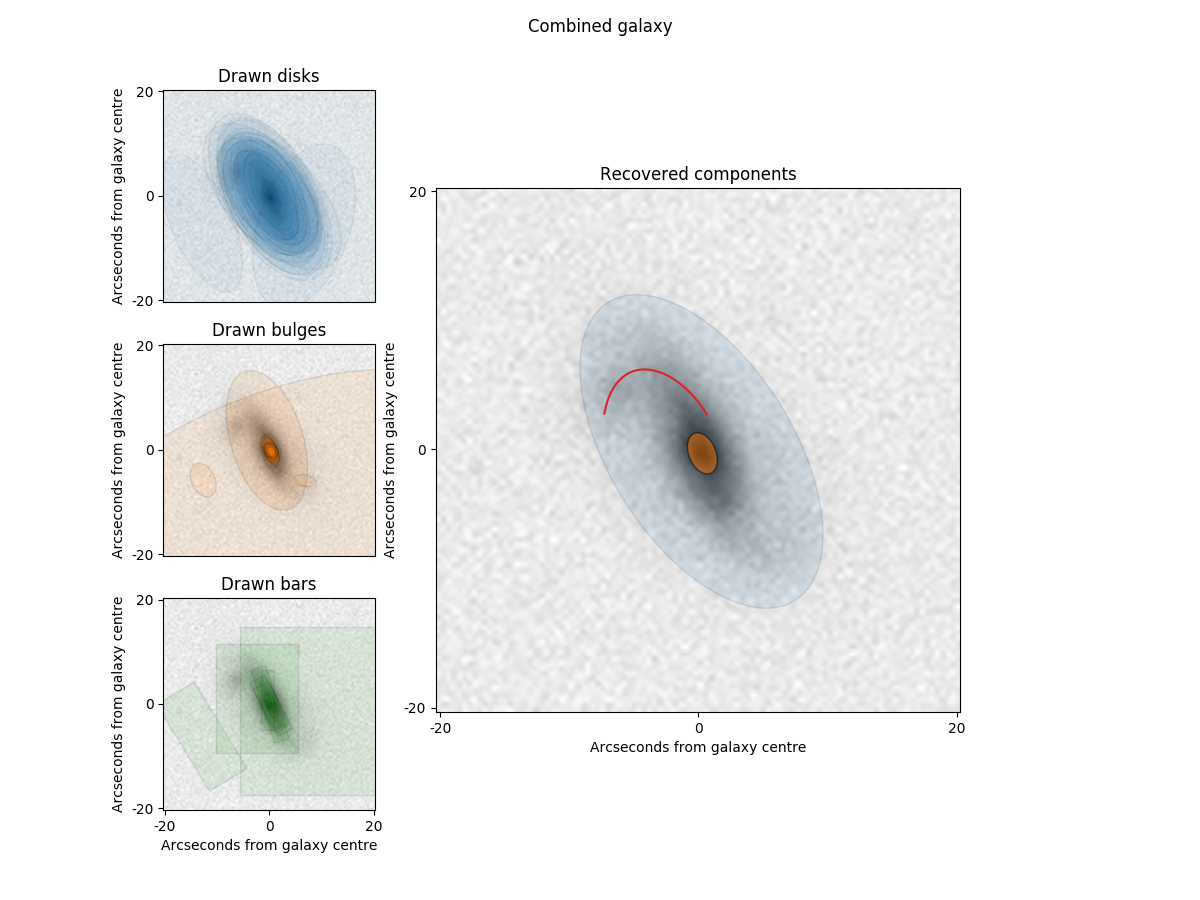 Combined galaxy
Drawn disks
20
0
-20
Arcseconds from galaxy centre
Drawn bulges
20
0
-20
Arcseconds from galaxy centre
Drawn bars
20
0
-20
Arcseconds from galaxy centre
-20 0 20
Arcseconds from galaxy centre
Recovered components
20
0
-20
Arcseconds from galaxy centre
-20 0 20
Arcseconds from galaxy centre